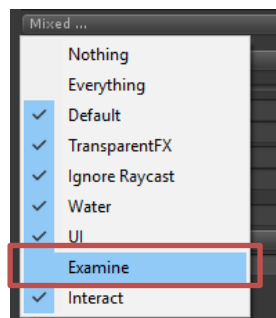 Mixed ...
Nothing
Everything
Default
TransparentFX
Ignore Raycast
Water
UI
Examine
Interact